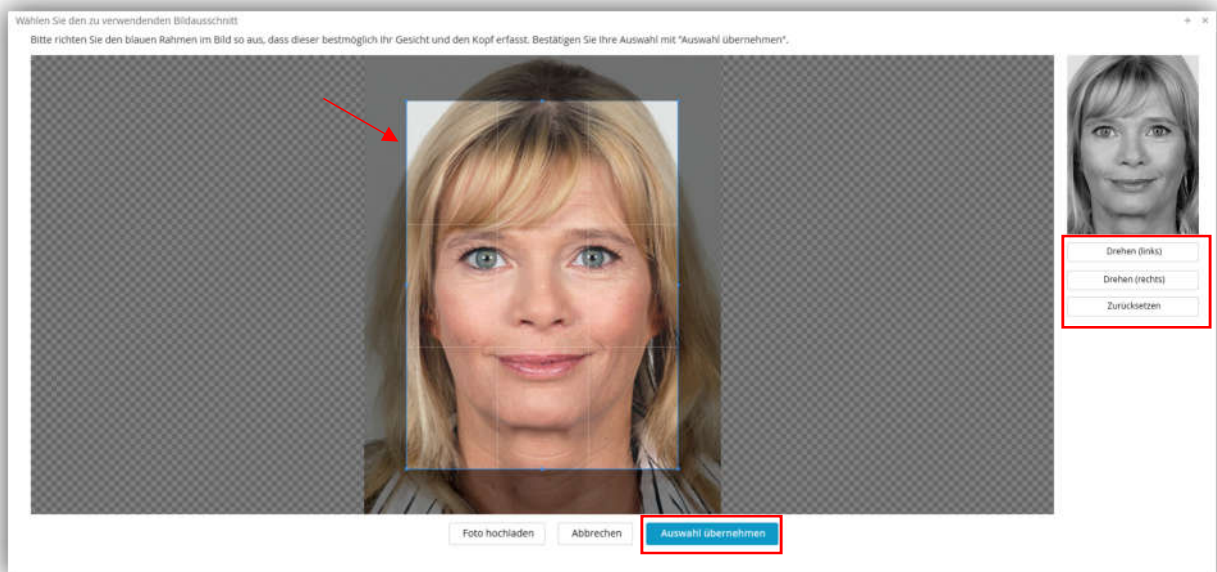 Wählen Sie den zu verwendenden Bildausschnitt
Bitte richten Sie den blauen Rahmen im Bild so aus, dass dieser bestmöglich Ihr Gesicht und den Kopf erfasst. Bestätigen Sie Ihre Auswahl mit "Auswahl übernehmen".
Drehen (links)
Drehen (rechts)
Zurücksetzen
Foto hochladen
Abbrechen
Auswahl übernehmen